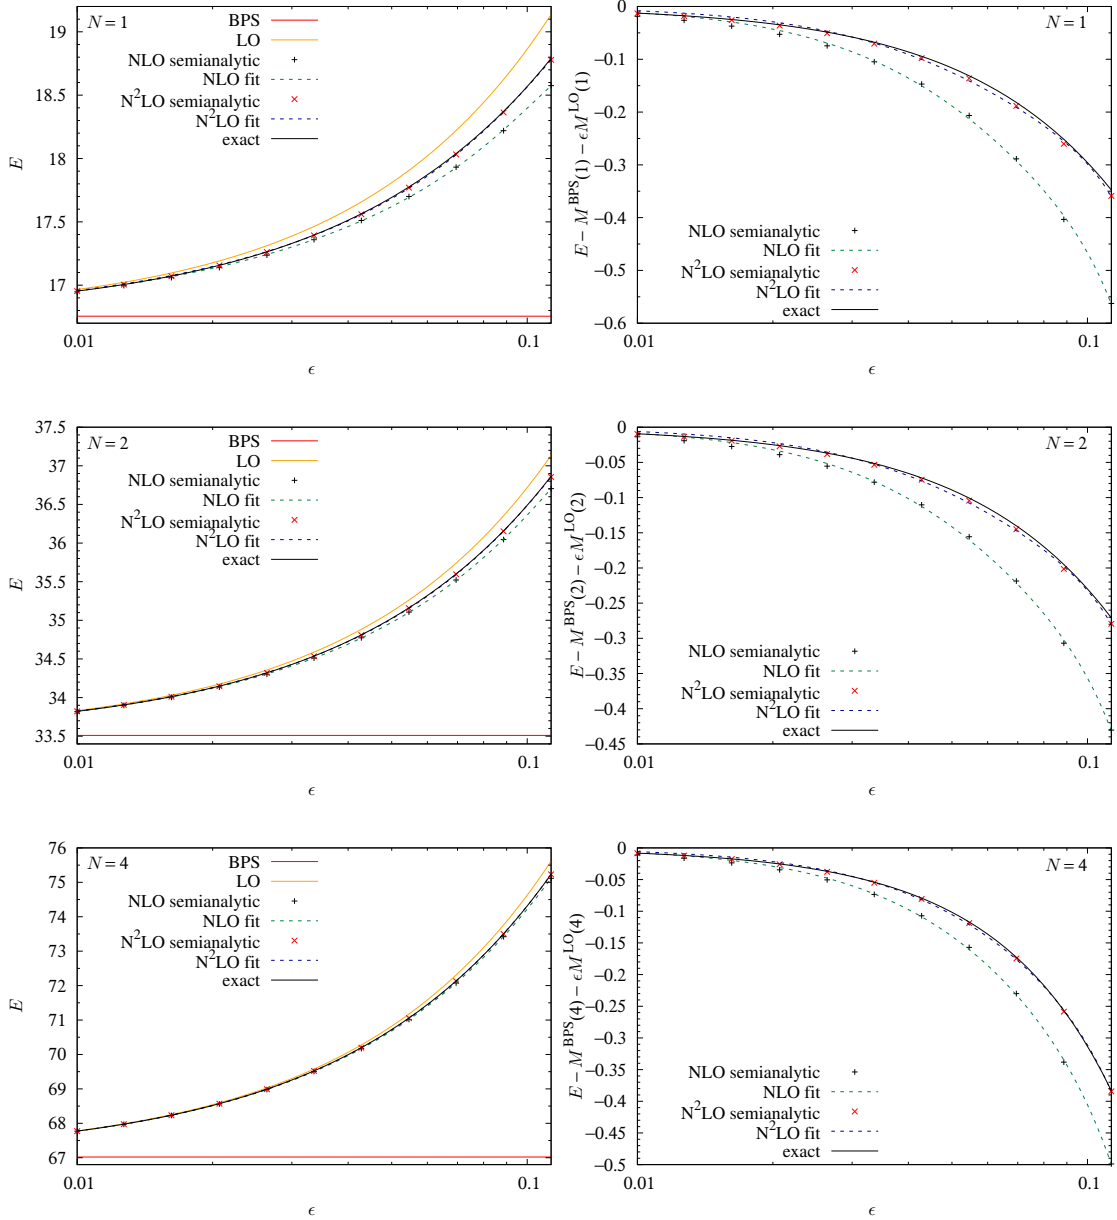 N = 1
BPS
LO
NLO semianalytic
NLO fit
N²LO semianalytic
N²LO fit
exact
19
18.5
18
17.5
17
E
0.01
0.1
ϵ
N = 1
NLO semianalytic
NLO fit
N²LO semianalytic
N²LO fit
exact
0
−0.1
−0.2
−0.3
−0.4
−0.5
−0.6
E − M^BPS(1) − ϵM^LO(1)
0.01
0.1
ϵ
N = 2
BPS
LO
NLO semianalytic
NLO fit
N²LO semianalytic
N²LO fit
exact
37.5
37
36.5
36
35.5
35
34.5
34
33.5
E
0.01
0.1
ϵ
N = 2
NLO semianalytic
NLO fit
N²LO semianalytic
N²LO fit
exact
0
−0.05
−0.1
−0.15
−0.2
−0.25
−0.3
−0.35
−0.4
−0.45
E − M^BPS(2) − ϵM^LO(2)
0.01
0.1
ϵ
N = 4
BPS
LO
NLO semianalytic
NLO fit
N²LO semianalytic
N²LO fit
exact
76
75
74
73
72
71
70
69
68
67
E
0.01
0.1
ϵ
N = 4
NLO semianalytic
NLO fit
N²LO semianalytic
N²LO fit
exact
0
−0.05
−0.1
−0.15
−0.2
−0.25
−0.3
−0.35
−0.4
−0.45
−0.5
E − M^BPS(4) − ϵM^LO(4)
0.01
0.1
ϵ